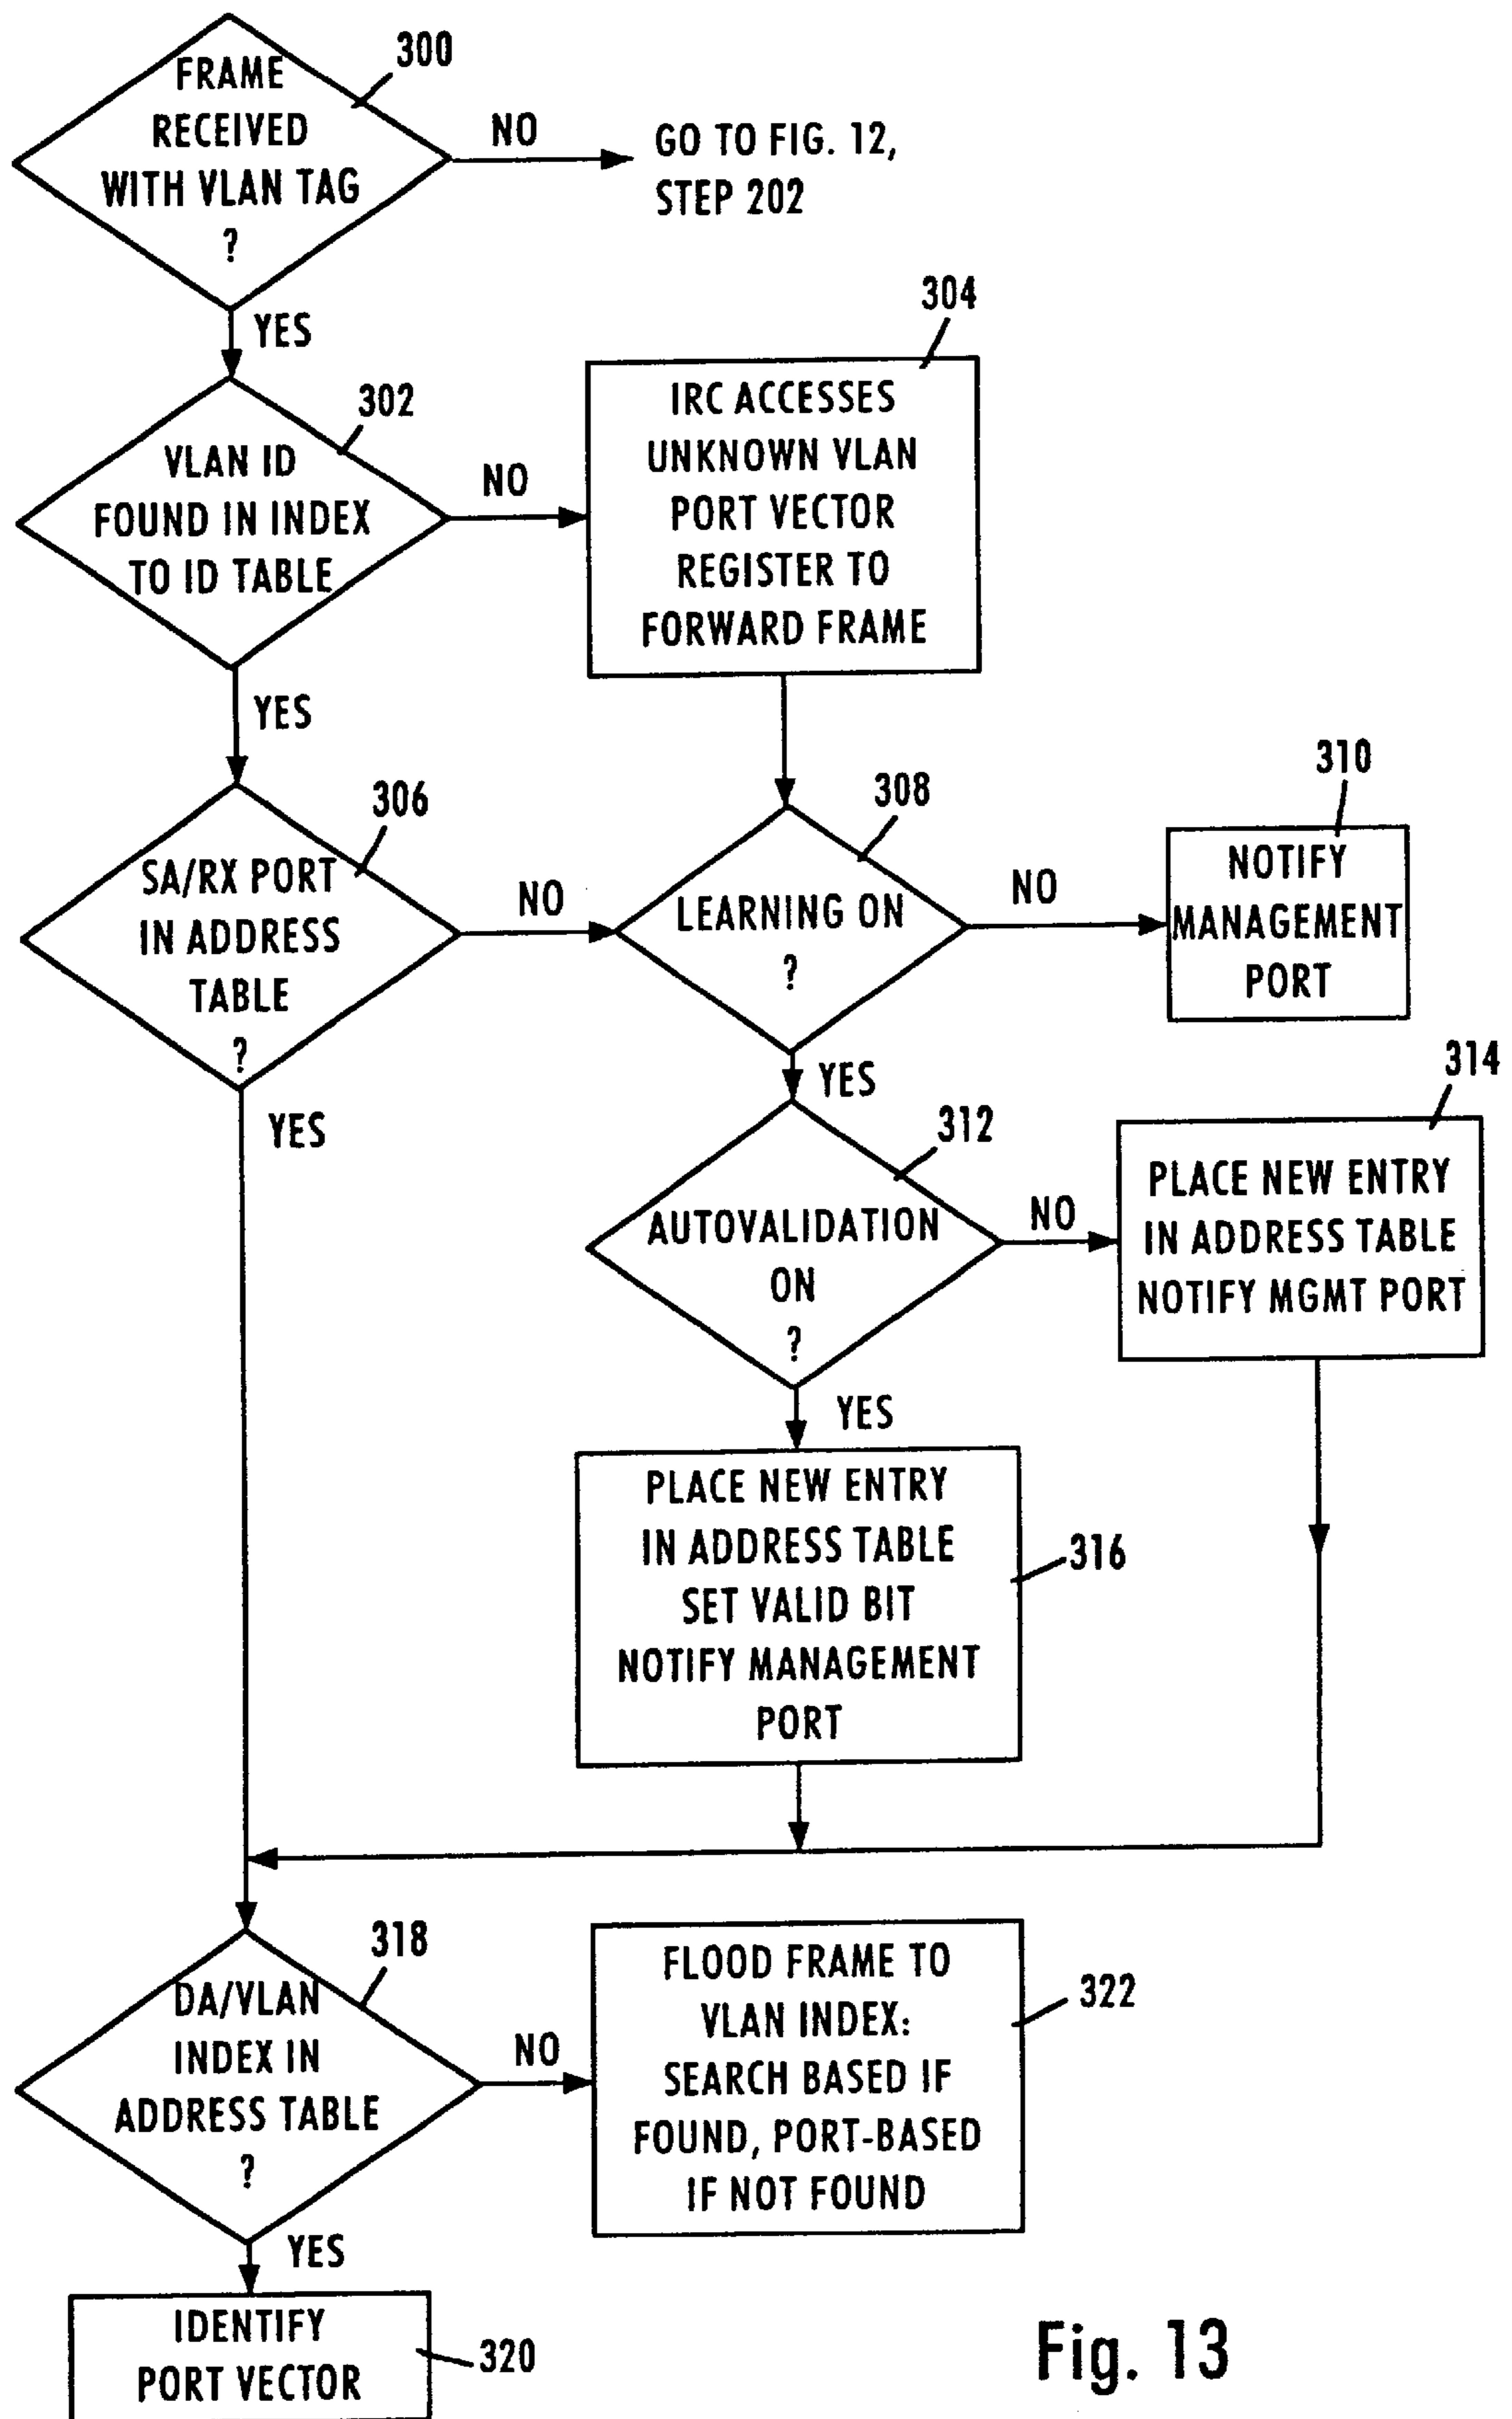 300
FRAME
RECEIVED
WITH VLAN TAG
?
NO
GO TO FIG. 12,
STEP 202
YES
302
VLAN ID
FOUND IN INDEX
TO ID TABLE
NO
304
IRC ACCESSES
UNKNOWN VLAN
PORT VECTOR
REGISTER TO
FORWARD FRAME
YES
306
SA/RX PORT
IN ADDRESS
TABLE
?
NO
308
LEARNING ON
?
NO
310
NOTIFY
MANAGEMENT
PORT
YES
YES
312
AUTOVALIDATION
ON
?
NO
314
PLACE NEW ENTRY
IN ADDRESS TABLE
NOTIFY MGMT PORT
YES
PLACE NEW ENTRY
IN ADDRESS TABLE
SET VALID BIT
NOTIFY MANAGEMENT
PORT
316
318
DA/VLAN
INDEX IN
ADDRESS TABLE
?
NO
FLOOD FRAME TO
VLAN INDEX:
SEARCH BASED IF
FOUND, PORT-BASED
IF NOT FOUND
322
YES
IDENTIFY
PORT VECTOR
320
Fig. 13